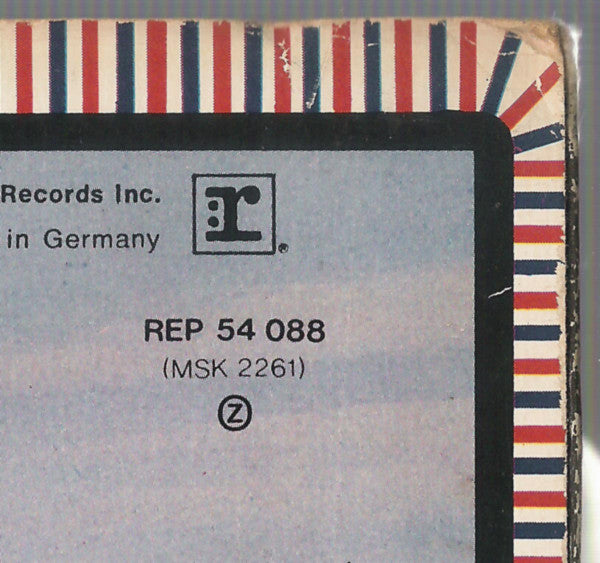 Records Inc.
:r®
in Germany
REP 54 088
(MSK 2261)
Ⓩ